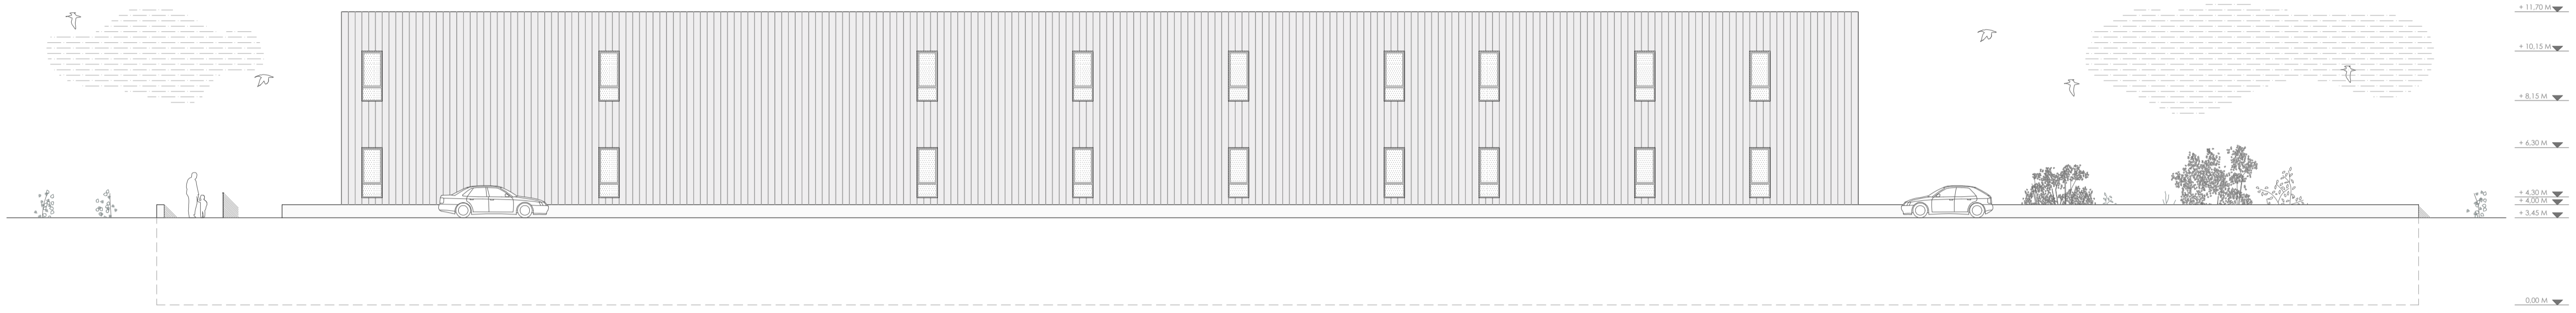 + 11,70 M
+ 10,15 M
+ 8,15 M
+ 6,30 M
+ 4,30 M
+ 4,00 M
+ 3,45 M
0,00 M